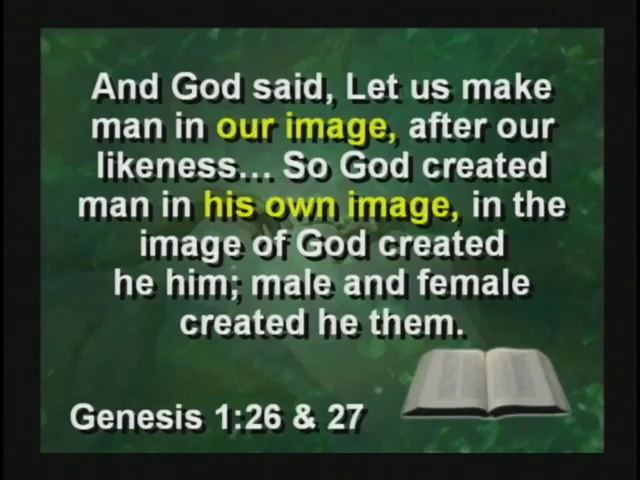 And God said, Let us make
man in our image, after our
likeness... So God created
man in his own image, in the
image of God created
he him; male and female
created he them.
Genesis 1:26 & 27